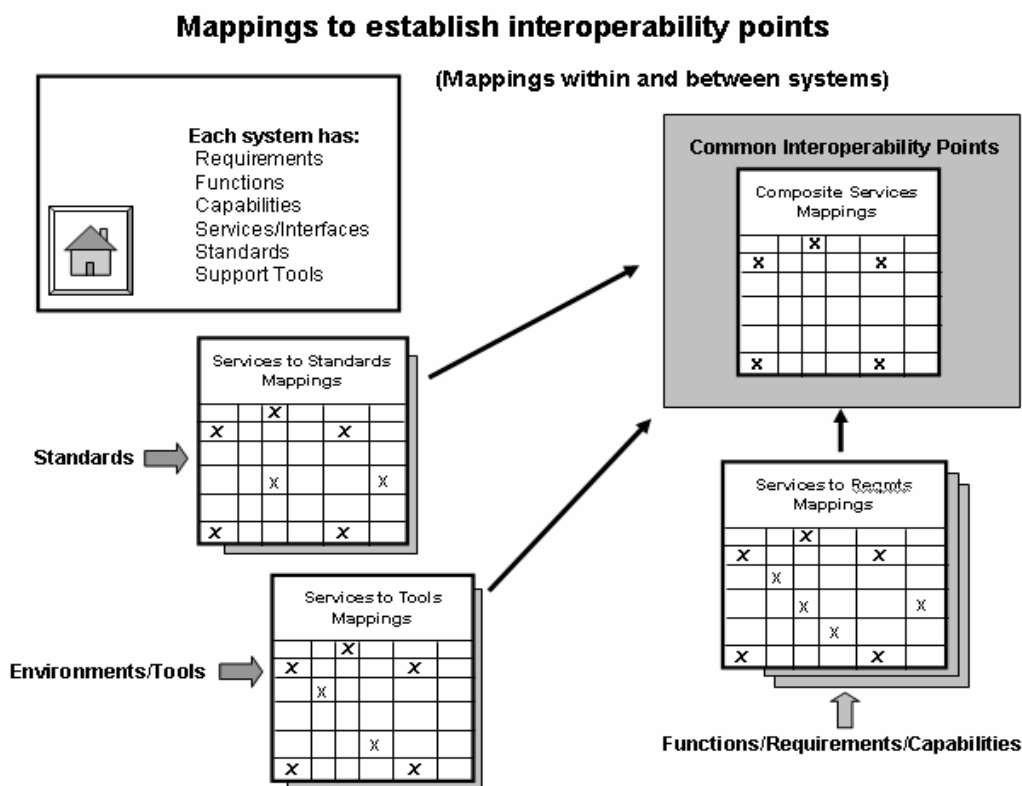 Mappings to establish interoperability points
(Mappings within and between systems)
Each system has:
Requirements
Functions
Capabilities
Services/Interfaces
Standards
Support Tools
Common Interoperability Points
Composite Services
Mappings
x
x x
x x
Services to Standards
Mappings
x
x x
x x
x x
Standards
Services to Reqmts
Mappings
x
x x
x
x x
x
x x
Services to Tools
Mappings
x
x x
x
x
x x
Environments/Tools
Functions/Requirements/Capabilities